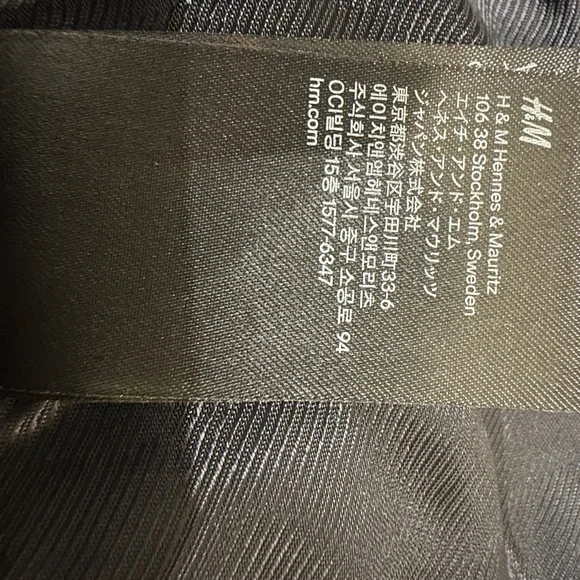 H&M
H & M Hennes & Mauritz
106 38 Stockholm, Sweden
エイチ アンド エム
ヘネス アンド マウリッツ
ジャパン株式会社
東京都渋谷区宇田川町33-6
에이치앤엠헤네스앤모리츠
주식회사 서울시 중구 소공로 94
OCI빌딩 15층 1577-6347
hm.com